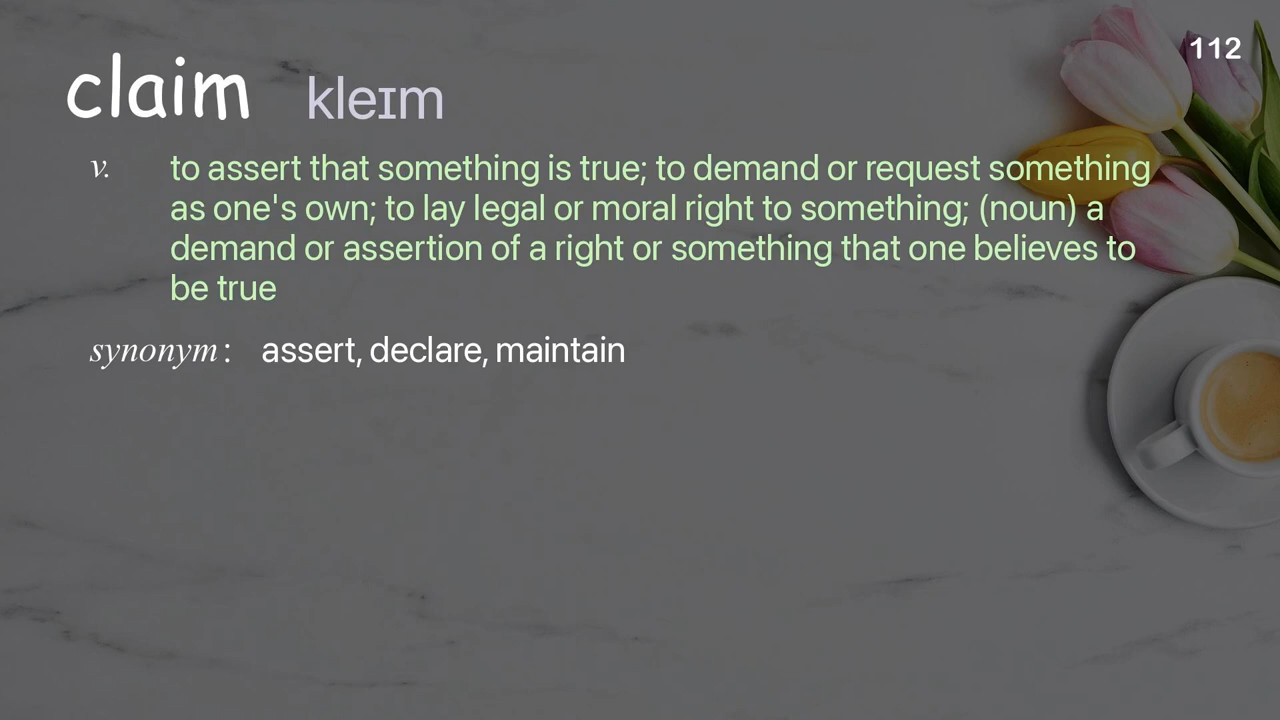 112
claim kleɪm
v. to assert that something is true; to demand or request something
as one's own; to lay legal or moral right to something; (noun) a
demand or assertion of a right or something that one believes to
be true
synonym : assert, declare, maintain